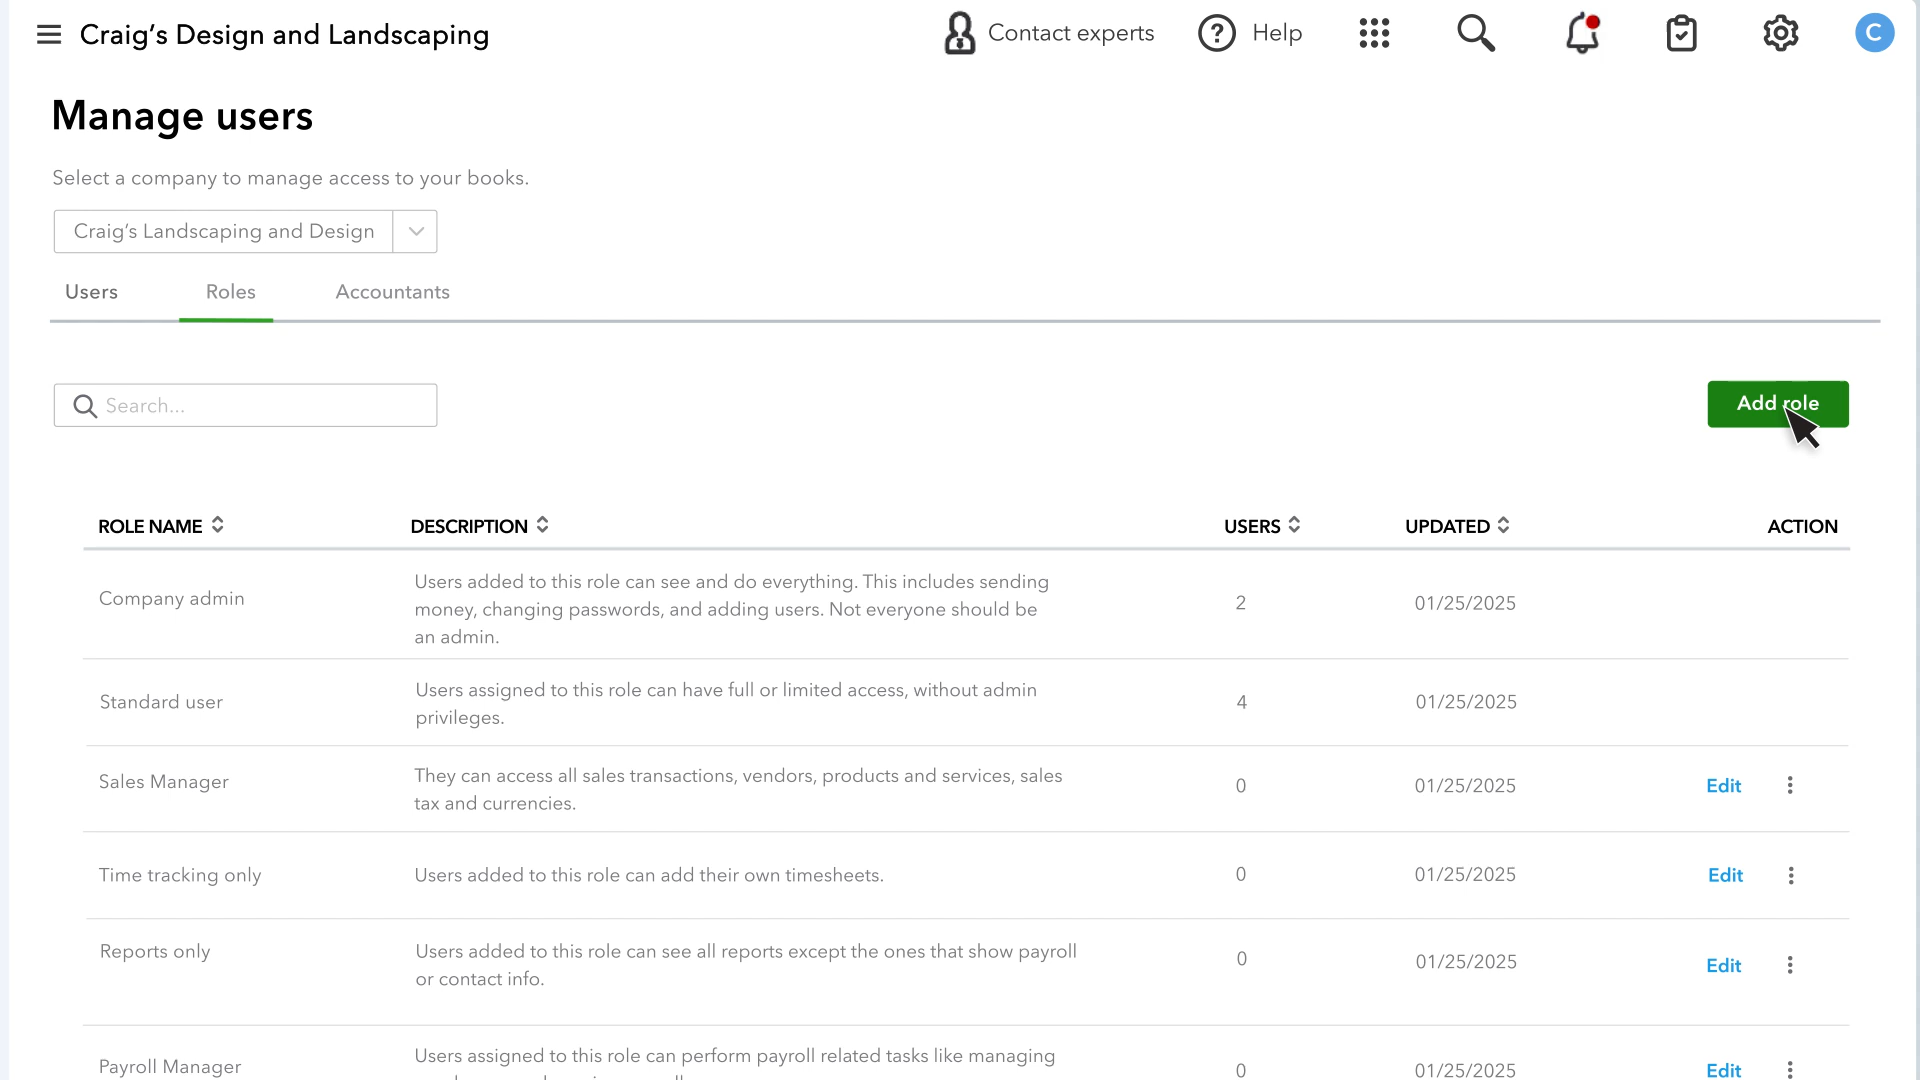 Craig’s Design and Landscaping
Contact experts
Help
C
Manage users
Select a company to manage access to your books.
Craig’s Landscaping and Design
Users Roles Accountants
Search...
Add role
ROLE NAME DESCRIPTION USERS UPDATED ACTION
Users added to this role can see and do everything. This includes sending
Company admin money, changing passwords, and adding users. Not everyone should be 2 01/25/2025
an admin.
Users assigned to this role can have full or limited access, without admin
Standard user 4 01/25/2025
privileges.
They can access all sales transactions, vendors, products and services, sales
Sales Manager 0 01/25/2025 Edit
tax and currencies.
Time tracking only Users added to this role can add their own timesheets. 0 01/25/2025 Edit
Reports only Users added to this role can see all reports except the ones that show payroll 0 01/25/2025 Edit
or contact info.
Users assigned to this role can perform payroll related tasks like managing
Payroll Manager 0 01/25/2025 Edit